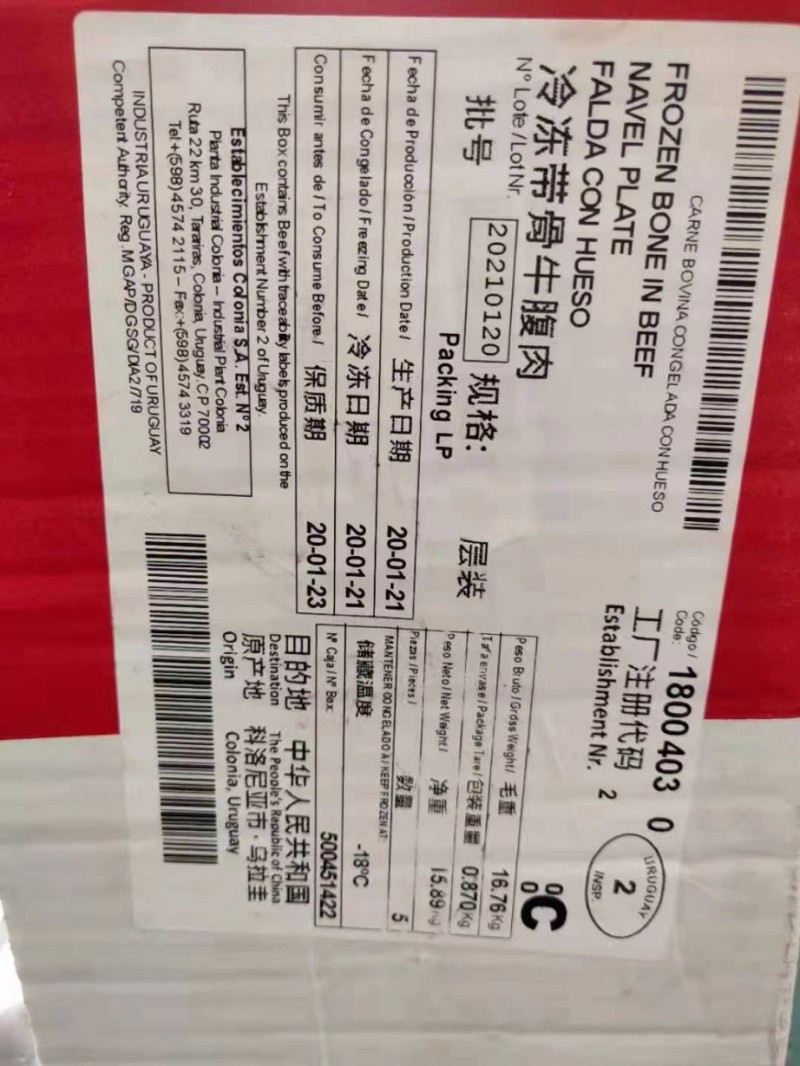 CARNE BOVINA CONGELADA CON HUESO
FROZEN BONE IN BEEF
NAVEL PLATE
FALDA CON HUESO
冷冻带骨牛腹肉
Nº Lote / Lot Nr.
批号 20210120 规格: 层装
Packing LP
Código / Code: 1800403 0
工厂注册代码
Establishment Nr. 2
URUGUAY
2
INSP.
Fecha de Producción / Production Date / 生产日期 20-01-21
Fecha de Congelado / Freezing Date / 冷冻日期 20-01-21
Consumir antes de / To Consume Before / 保质期 20-01-23
This Box contains Beef with traceability labels produced on the
Establishment Number 2 of Uruguay.
Establecimientos Colonia S.A. Est. Nº 2
Planta Industrial Colonia – Industrial Plant Colonia
Ruta 22 km 30, Tarariras, Colonia, Uruguay, C.P 70002
Tel:+(598) 4574 2115 – Fax:+(598) 4574 3319
INDUSTRIA URUGUAYA - PRODUCT OF URUGUAY
Competent Authority. Reg. MGAP/DGSG/DIA 2/719
C
Peso Bruto / Gross Weight / 毛重 16.76 Kg
Tara envase / Package Tare / 包装重量 0.870 Kg
Peso Neto / Net Weight / 净重 15.89 Kg
Piezas / Pieces / 数量 5
MANTENER CONGELADO A / KEEP FROZEN AT:
储藏温度 -18ºC
Nº Caja / Nº Box: 500451422
目的地 中华人民共和国
Destination The People's Republic of China
原产地 科洛尼亚市 · 乌拉圭
Origin Colonia, Uruguay